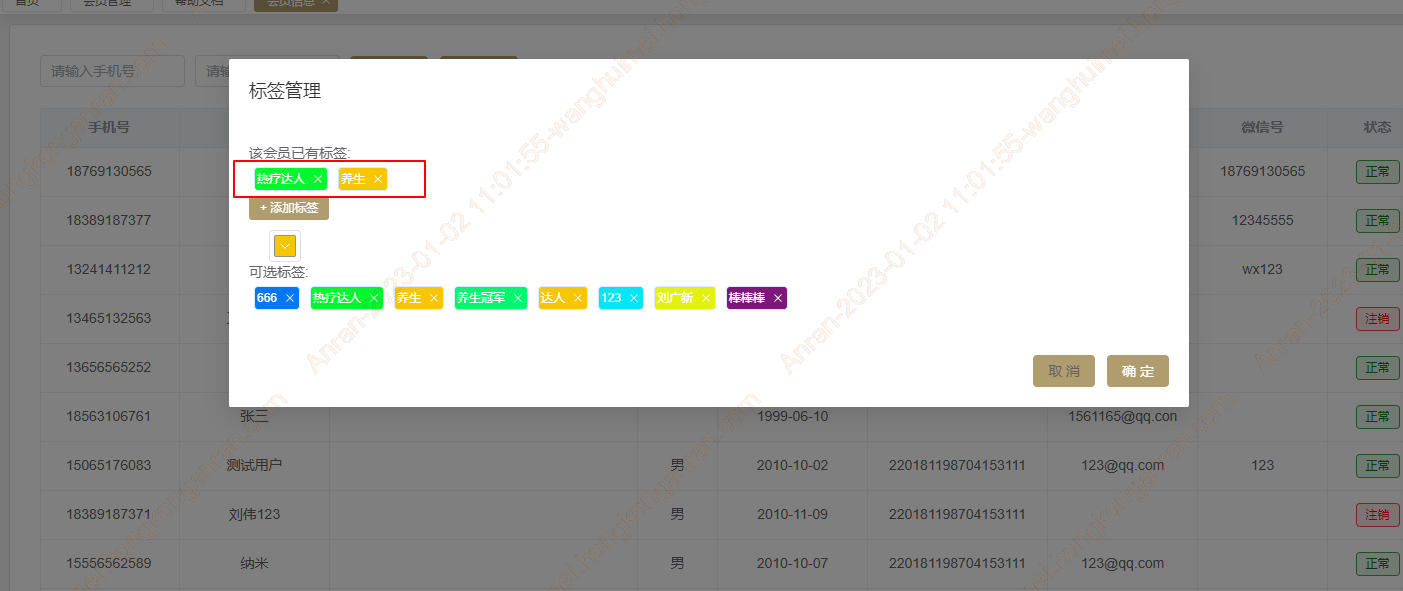 首页 会员管理 帮助文档 会员信息 ×
请输入手机号 请输
标签管理
手机号 微信号 状态
该会员已有标签:
热疗达人 × 养生 ×
+ 添加标签
可选标签:
666 × 热疗达人 × 养生 × 养生冠军 × 达人 × 123 × 刘广新 × 棒棒棒 ×
取 消 确 定
18769130565 18769130565 正常
18389187377 12345555 正常
13241411212 wx123 正常
13465132563 注销
13656565252 正常
18563106761 张三 1999-06-10 1561165@qq.con 正常
15065176083 测试用户 男 2010-10-02 220181198704153111 123@qq.com 123 正常
18389187371 刘伟123 男 2010-11-09 220181198704153111 注销
15556562589 纳米 男 2010-10-07 220181198704153111 123@qq.com 正常
Anran-2023-01-02 11:01:55-wanghuimei.hongkanganran.com